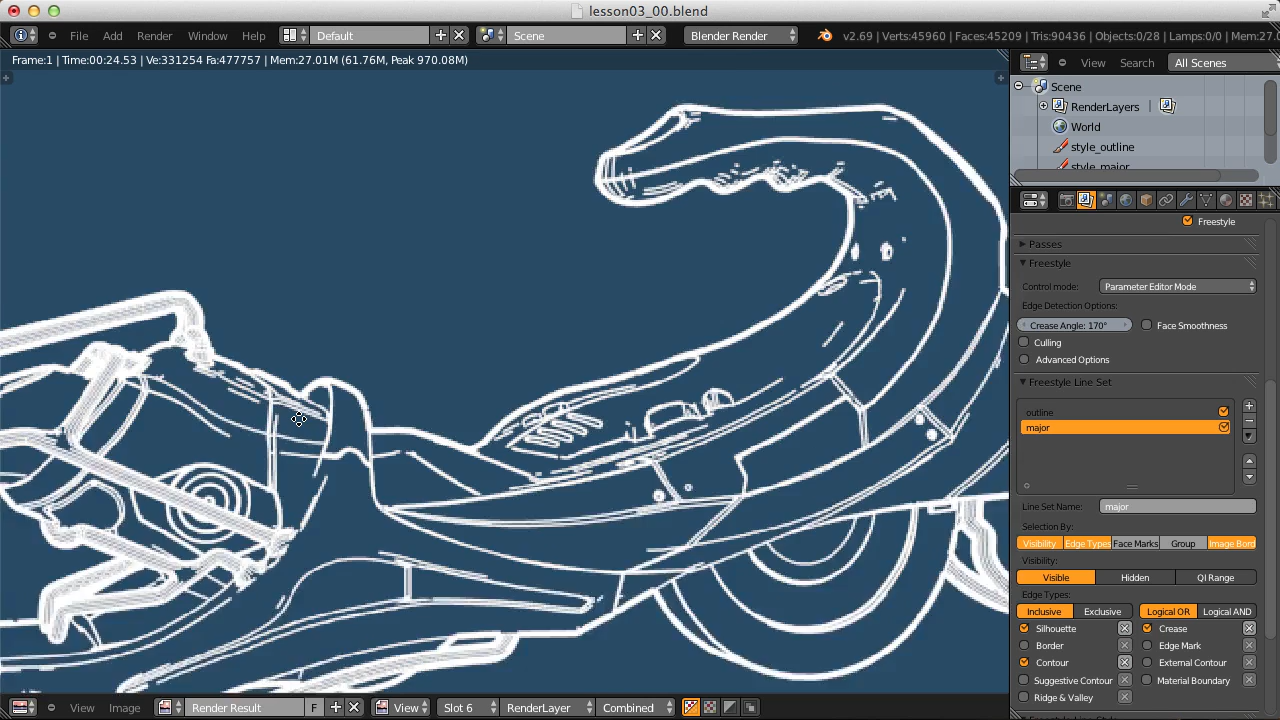 lesson03_00.blend
File Add Render Window Help Default Scene Blender Render v2.69 | Verts:45960 | Faces:45209 | Tris:90436 | Objects:0/28 | Lamps:0/0 | Mem:27.0
Frame:1 | Time:00:24.53 | Ve:331254 Fa:477757 | Mem:27.01M (61.76M, Peak 970.08M)
View Search All Scenes
Scene
RenderLayers |
World
style_outline
style_major
Freestyle
Passes
Freestyle
Control mode: Parameter Editor Mode
Edge Detection Options:
Crease Angle: 170° Face Smoothness
Culling
Advanced Options
Freestyle Line Set
outline
major
Line Set Name: major
Selection By:
Visibility Edge Types Face Marks Group Image Bord
Visibility:
Visible Hidden QI Range
Edge Types:
Inclusive Exclusive Logical OR Logical AND
Silhouette Crease
Border Edge Mark
Contour External Contour
Suggestive Contour Material Boundary
Ridge & Valley
View Image Render Result F View Slot 6 RenderLayer Combined